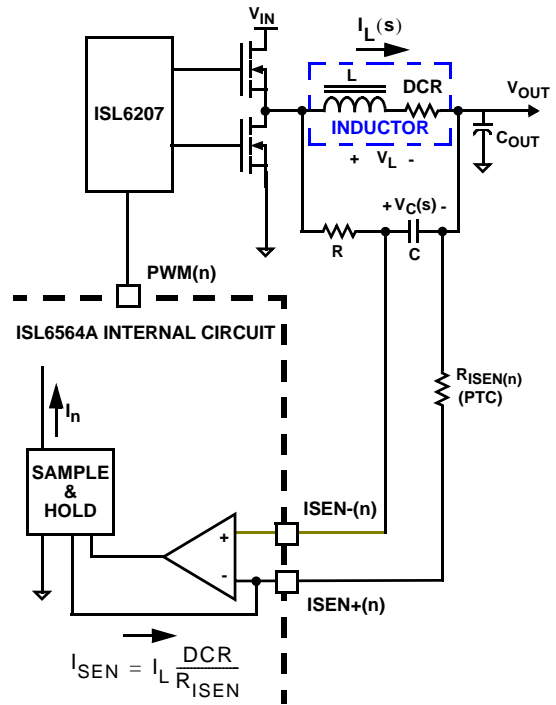 V_IN
I_L(s)
L
DCR
V_OUT
ISL6207
INDUCTOR
C_OUT
+ V_L -
+ V_C(s) -
R
C
PWM(n)
ISL6564A INTERNAL CIRCUIT
R_ISEN(n)
(PTC)
I_n
SAMPLE
&
HOLD
ISEN-(n)
+
-
ISEN+(n)
I_SEN = I_L DCR/R_ISEN